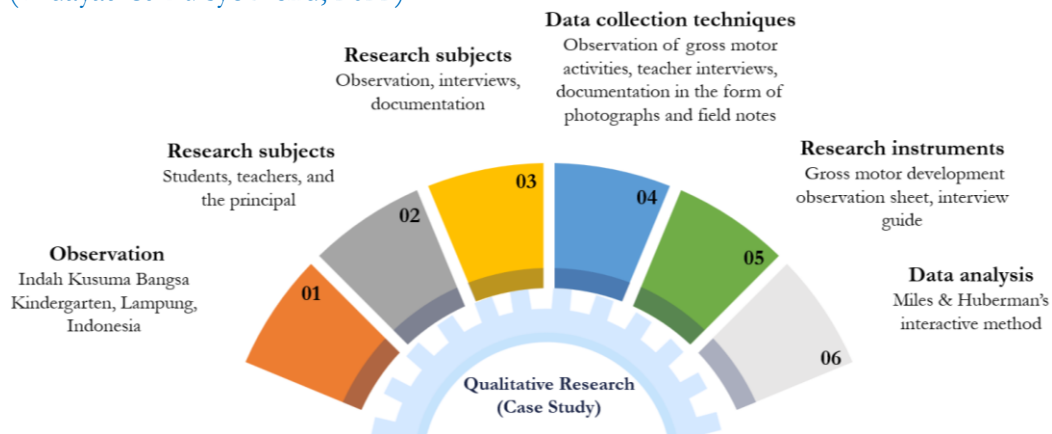 Data collection techniques
Observation of gross motor
activities, teacher interviews,
documentation in the form of
photographs and field notes
Research subjects
Observation, interviews,
documentation
Research subjects
Students, teachers, and
the principal
Research instruments
Gross motor development
observation sheet, interview
guide
Observation
Indah Kusuma Bangsa
Kindergarten, Lampung,
Indonesia
Data analysis
Miles & Huberman's
interactive method
01
02
03
04
05
06
Qualitative Research
(Case Study)